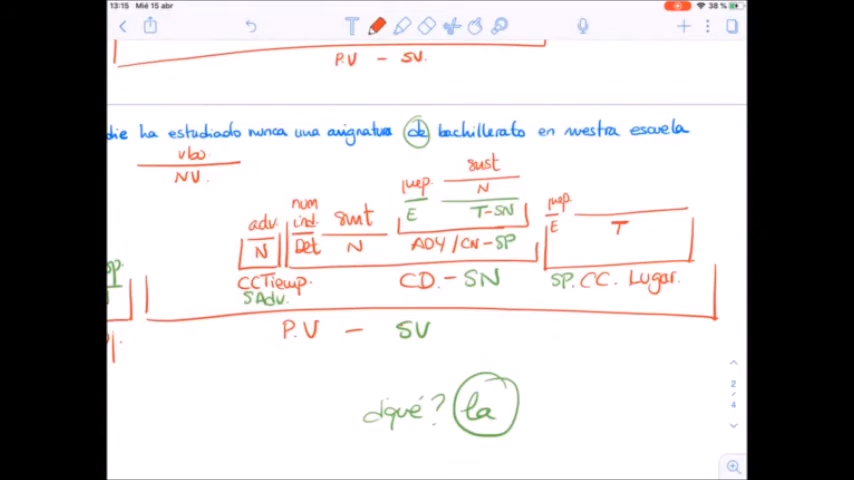 13:15 Mié 15 abr 38 %
P.V - SV.
die ha estudiado nunca una asignatura de bachillerato en nuestra escuela
vbo
NV.
sust
N
prep.
E T-SN
num
ind.
Det
sust
N
adv.
N
ADY/CN-SP
prep.
E T
CCTiemp.
SAdv.
CD.-SN
SP. CC. Lugar.
P.V - SV
¿qué? la
2
4